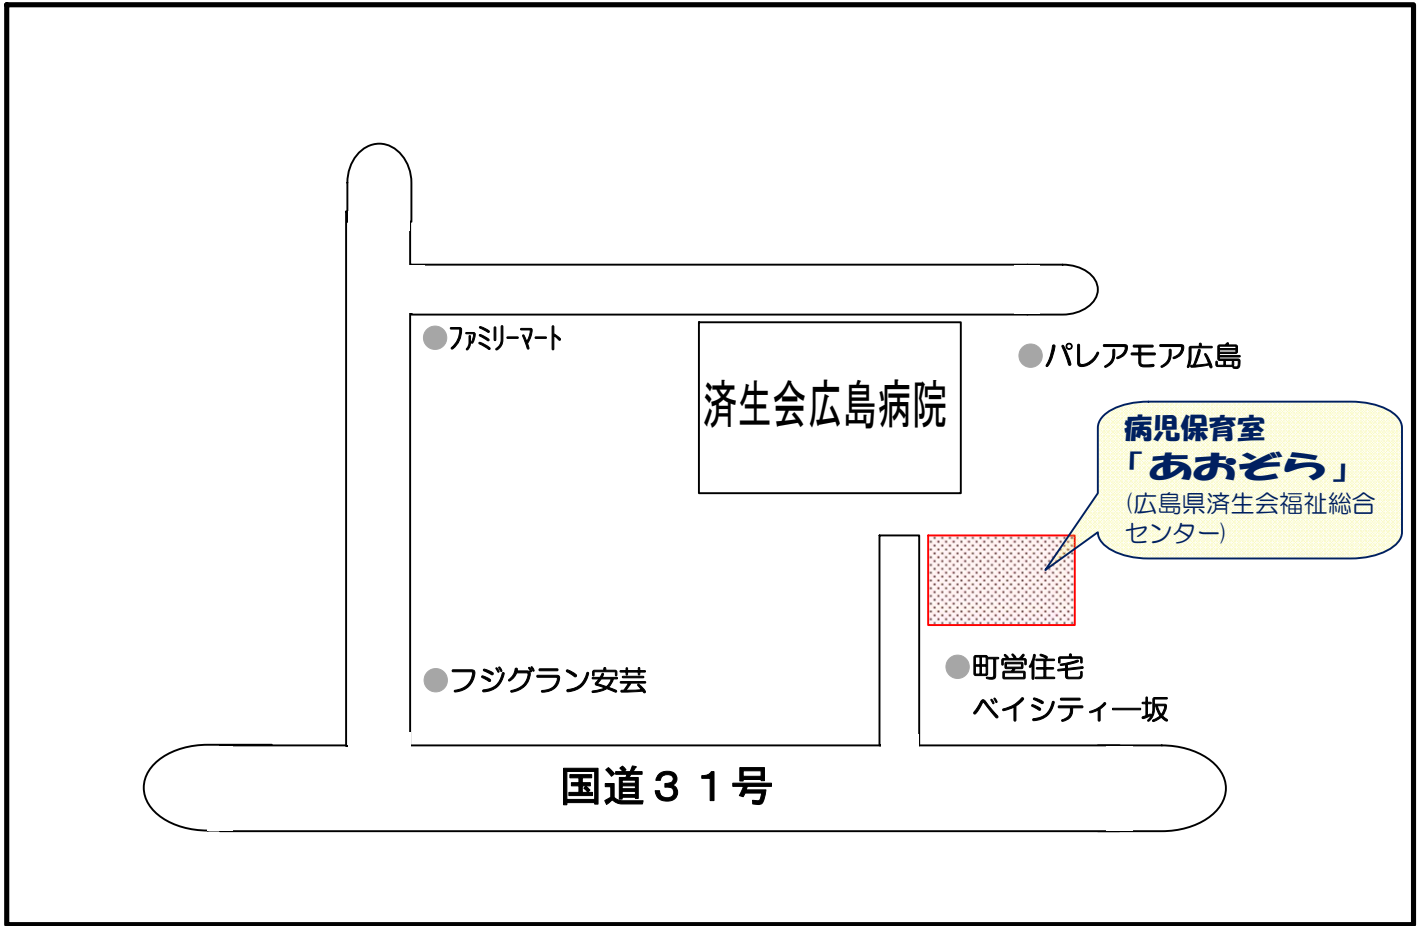 ﾌｧﾐﾘｰﾏｰﾄ
パレアモア広島
済生会広島病院
病児保育室
「あおぞら」
(広島県済生会福祉総合
センター)
フジグラン安芸
町営住宅
ベイシティー坂
国道３１号